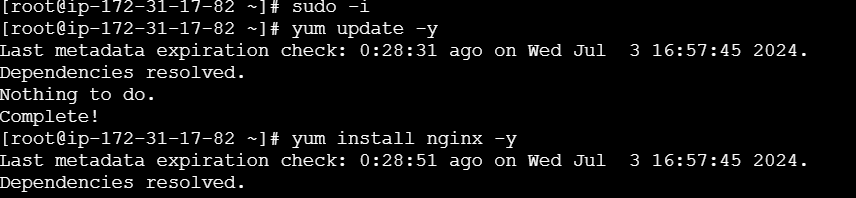 [root@ip-172-31-17-82 ~]# sudo -i
[root@ip-172-31-17-82 ~]# yum update -y
Last metadata expiration check: 0:28:31 ago on Wed Jul  3 16:57:45 2024.
Dependencies resolved.
Nothing to do.
Complete!
[root@ip-172-31-17-82 ~]# yum install nginx -y
Last metadata expiration check: 0:28:51 ago on Wed Jul  3 16:57:45 2024.
Dependencies resolved.